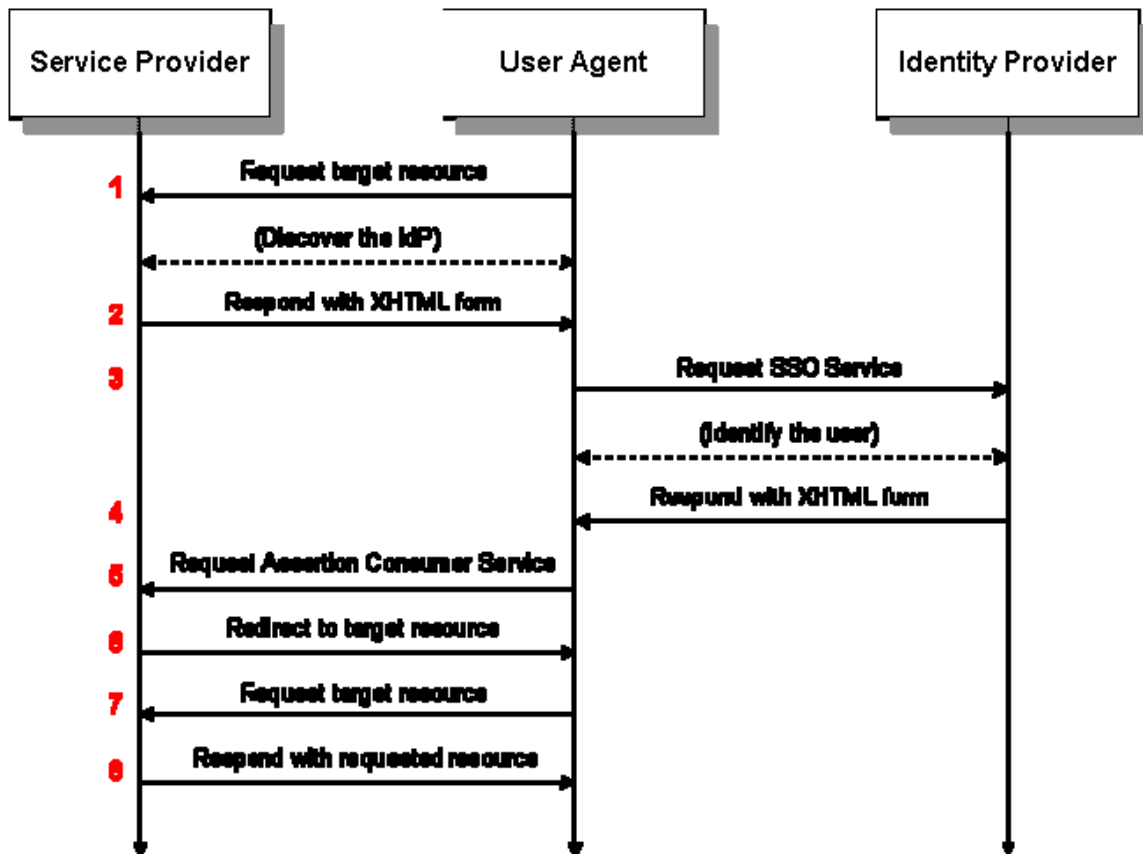 Service Provider
User Agent
Identity Provider
1
Request target resource
(Discover the IdP)
2
Respond with XHTML form
3
Request SSO Service
(Identify the user)
4
Respond with XHTML form
5
Request Assertion Consumer Service
6
Redirect to target resource
7
Request target resource
8
Respond with requested resource